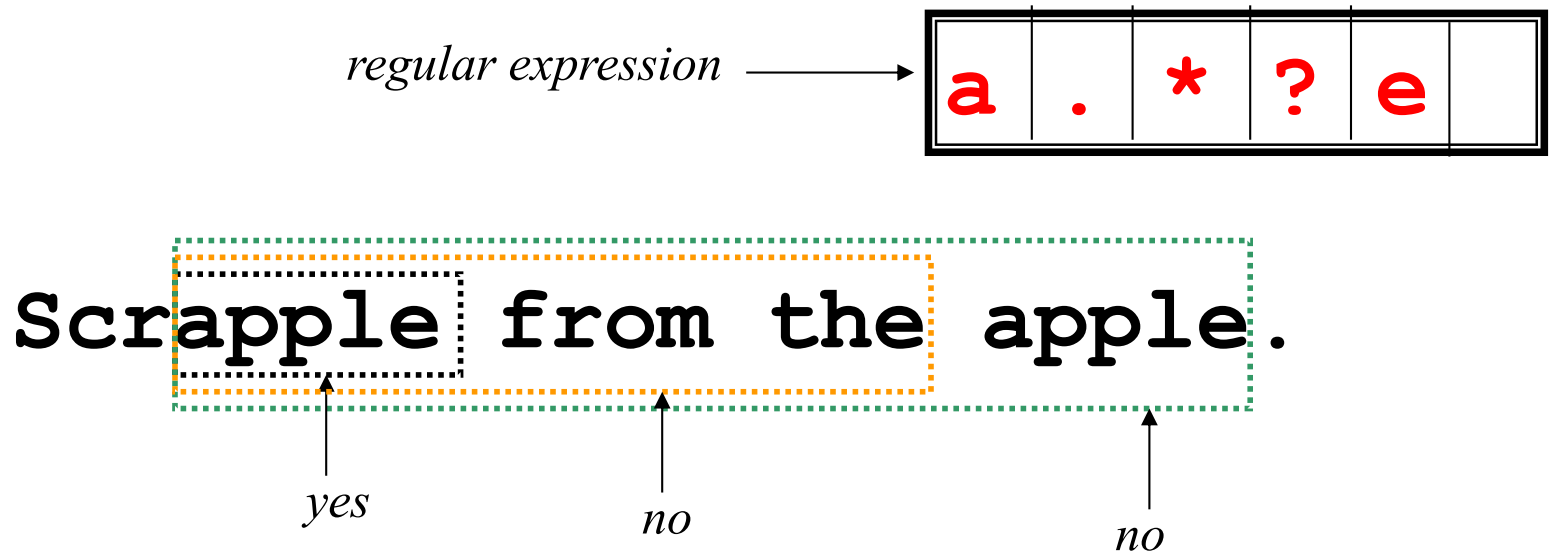 regular expression
a . * ? e
Scrapple from the apple.
yes
no
no